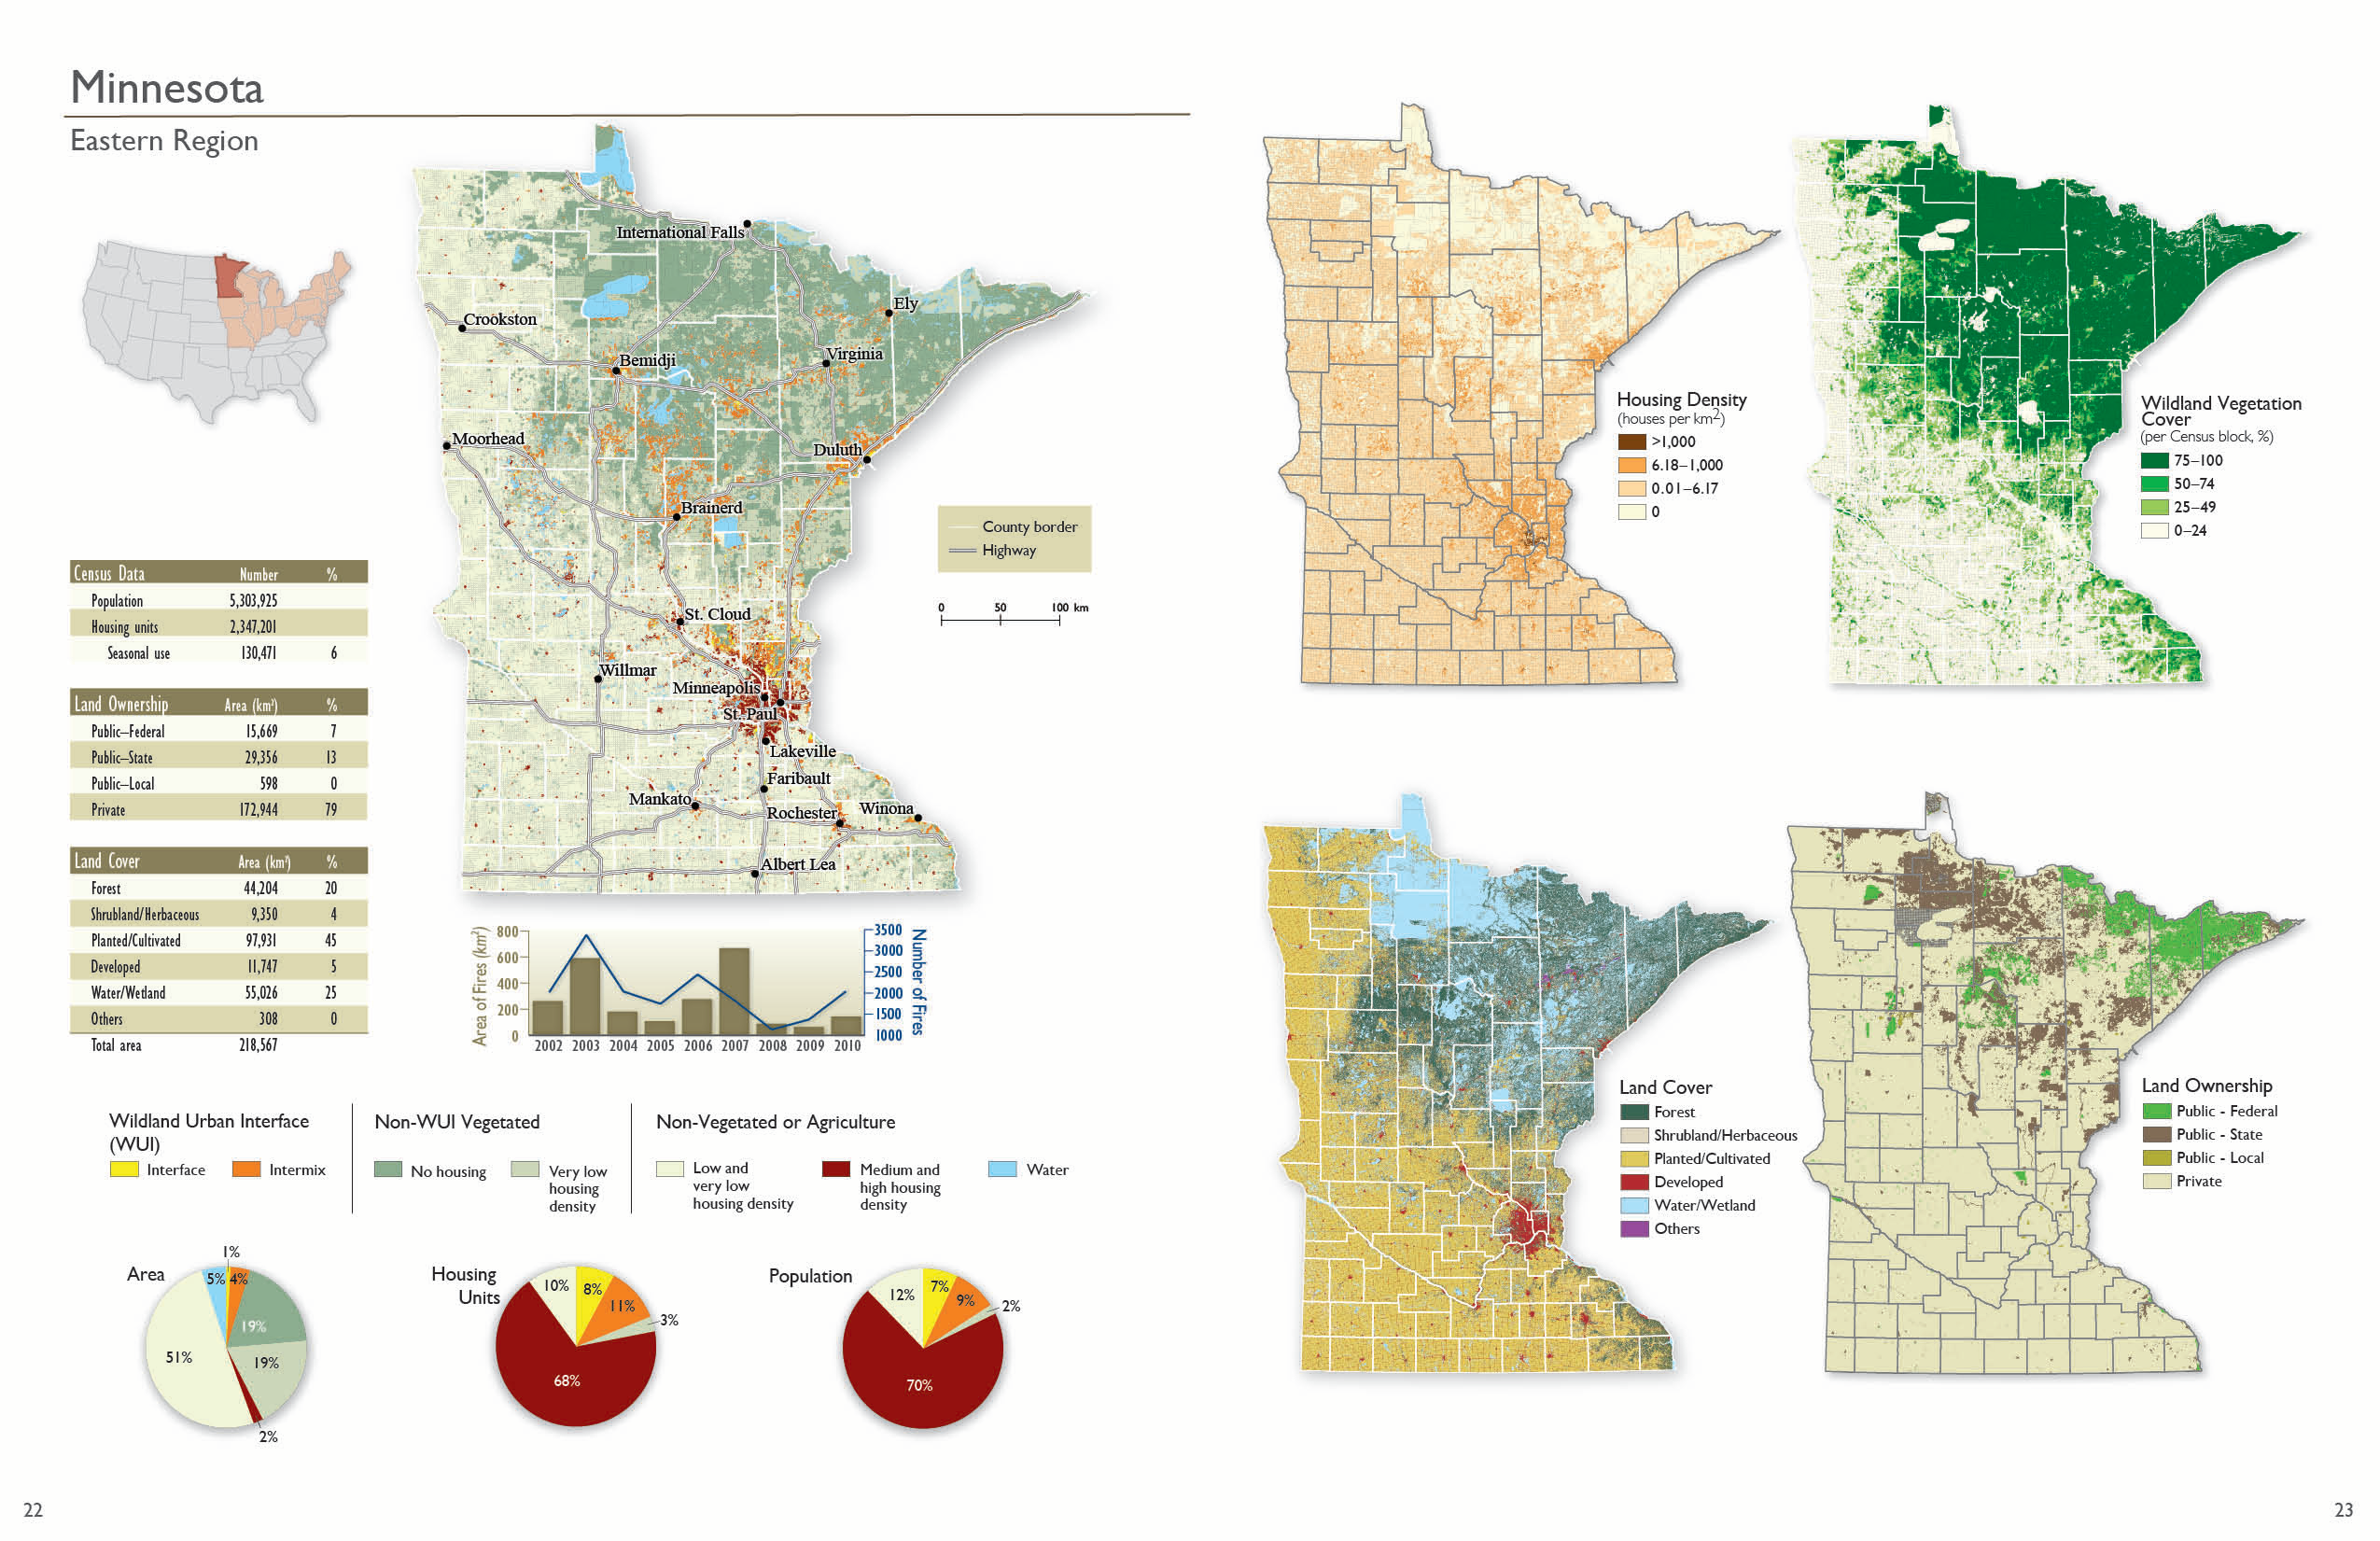 Minnesota
Eastern Region
International Falls
Ely
Crookston
Bemidji
Virginia
Moorhead
Duluth
Brainerd
St. Cloud
Willmar
Minneapolis
St. Paul
Lakeville
Faribault
Mankato
Rochester
Winona
Albert Lea
County border
Highway
0 50 100 km
Census Data Number %
Population 5,303,925
Housing units 2,347,201
Seasonal use 130,471 6
Land Ownership Area (km²) %
Public–Federal 15,669 7
Public–State 29,356 13
Public–Local 598 0
Private 172,944 79
Land Cover Area (km²) %
Forest 44,204 20
Shrubland/Herbaceous 9,350 4
Planted/Cultivated 97,931 45
Developed 11,747 5
Water/Wetland 55,026 25
Others 308 0
Total area 218,567
Area of Fires (km²)
800
600
400
200
0
3500
3000
2500
2000
1500
1000
Number of Fires
2002 2003 2004 2005 2006 2007 2008 2009 2010
Wildland Urban Interface
(WUI)
Interface
Intermix
Non-WUI Vegetated
No housing
Very low
housing
density
Non-Vegetated or Agriculture
Low and
very low
housing density
Medium and
high housing
density
Water
Area
1%
5%
4%
19%
19%
2%
51%
Housing
Units
10%
8%
11%
3%
68%
Population
12%
7%
9%
2%
70%
22
Housing Density
(houses per km2)
>1,000
6.18–1,000
0.01–6.17
0
Wildland Vegetation
Cover
(per Census block, %)
75–100
50–74
25–49
0–24
Land Cover
Forest
Shrubland/Herbaceous
Planted/Cultivated
Developed
Water/Wetland
Others
Land Ownership
Public - Federal
Public - State
Public - Local
Private
23